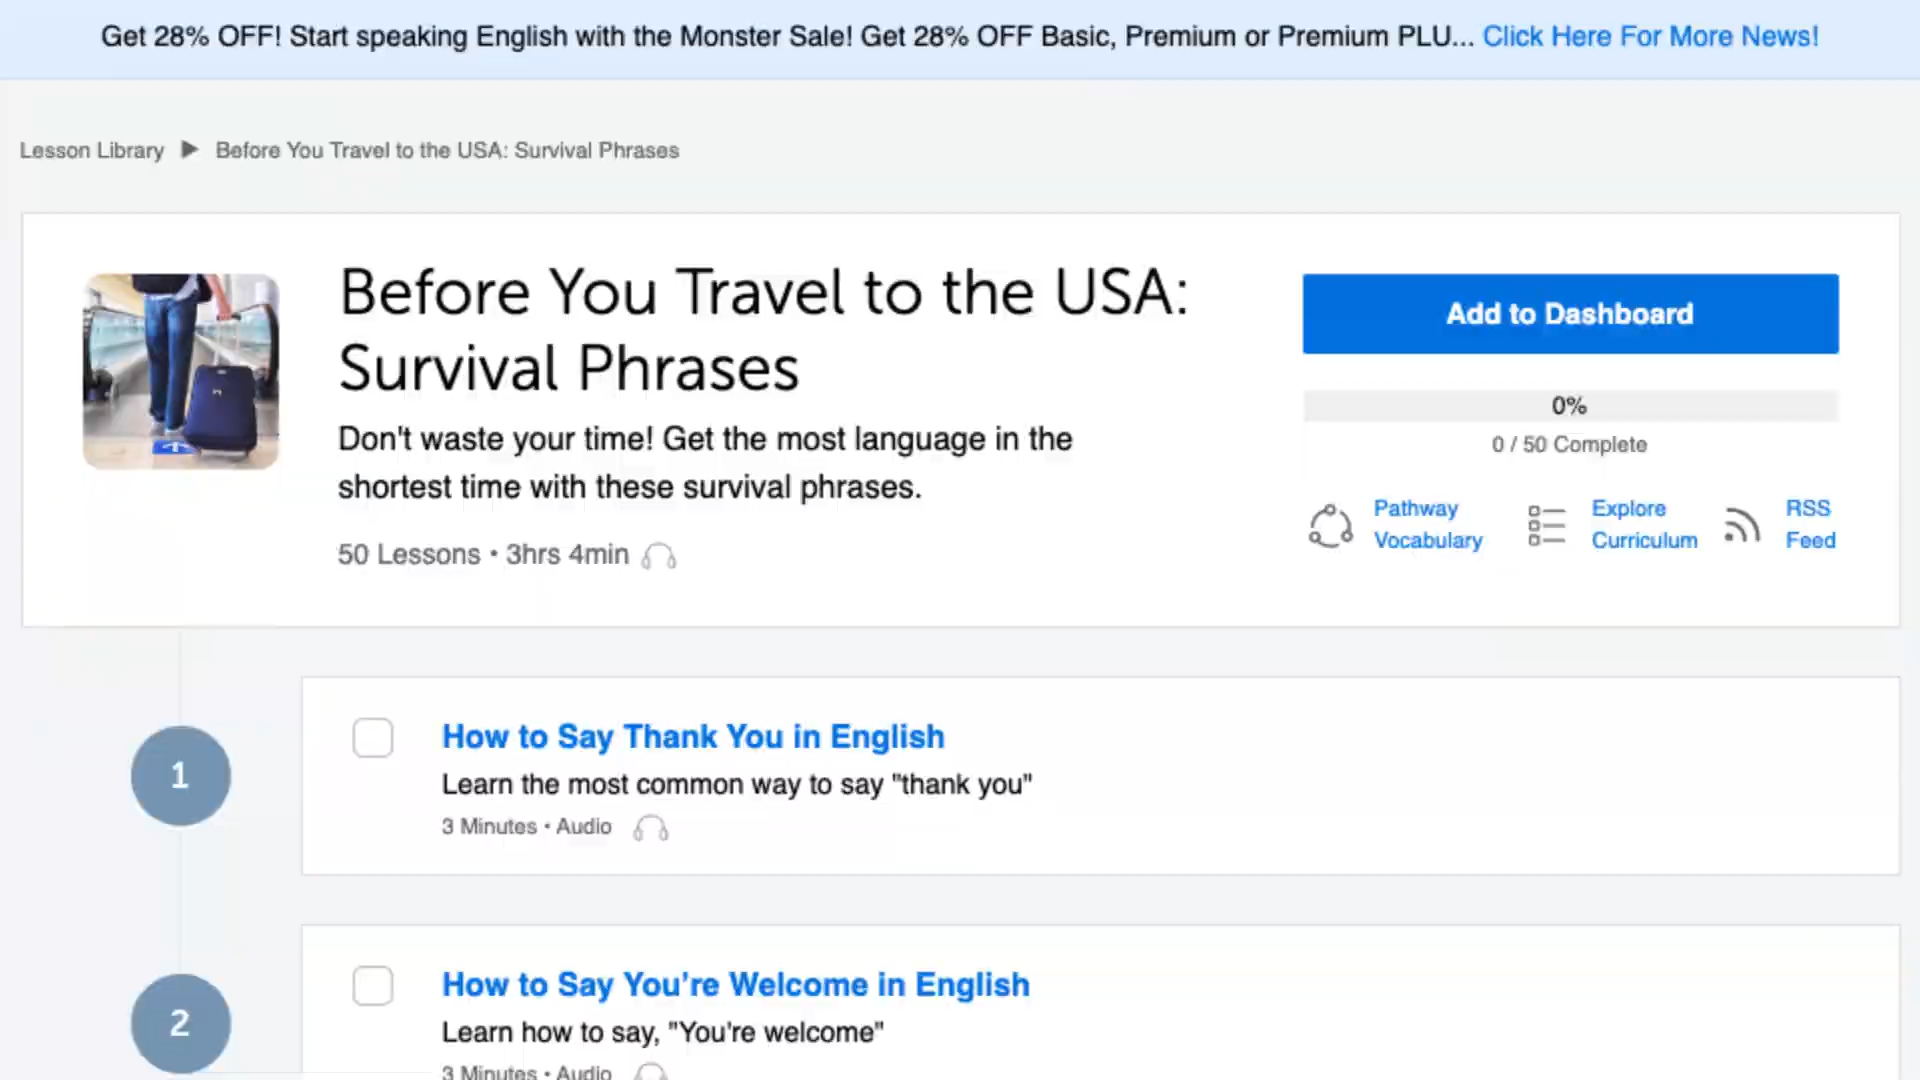 Get 28% OFF! Start speaking English with the Monster Sale! Get 28% OFF Basic, Premium or Premium PLU... Click Here For More News!
Lesson Library ▶ Before You Travel to the USA: Survival Phrases
Before You Travel to the USA:
Survival Phrases
Don't waste your time! Get the most language in the
shortest time with these survival phrases.
50 Lessons • 3hrs 4min
Add to Dashboard
0%
0 / 50 Complete
Pathway
Vocabulary
Explore
Curriculum
RSS
Feed
1
How to Say Thank You in English
Learn the most common way to say "thank you"
3 Minutes • Audio
2
How to Say You're Welcome in English
Learn how to say, "You're welcome"
3 Minutes • Audio